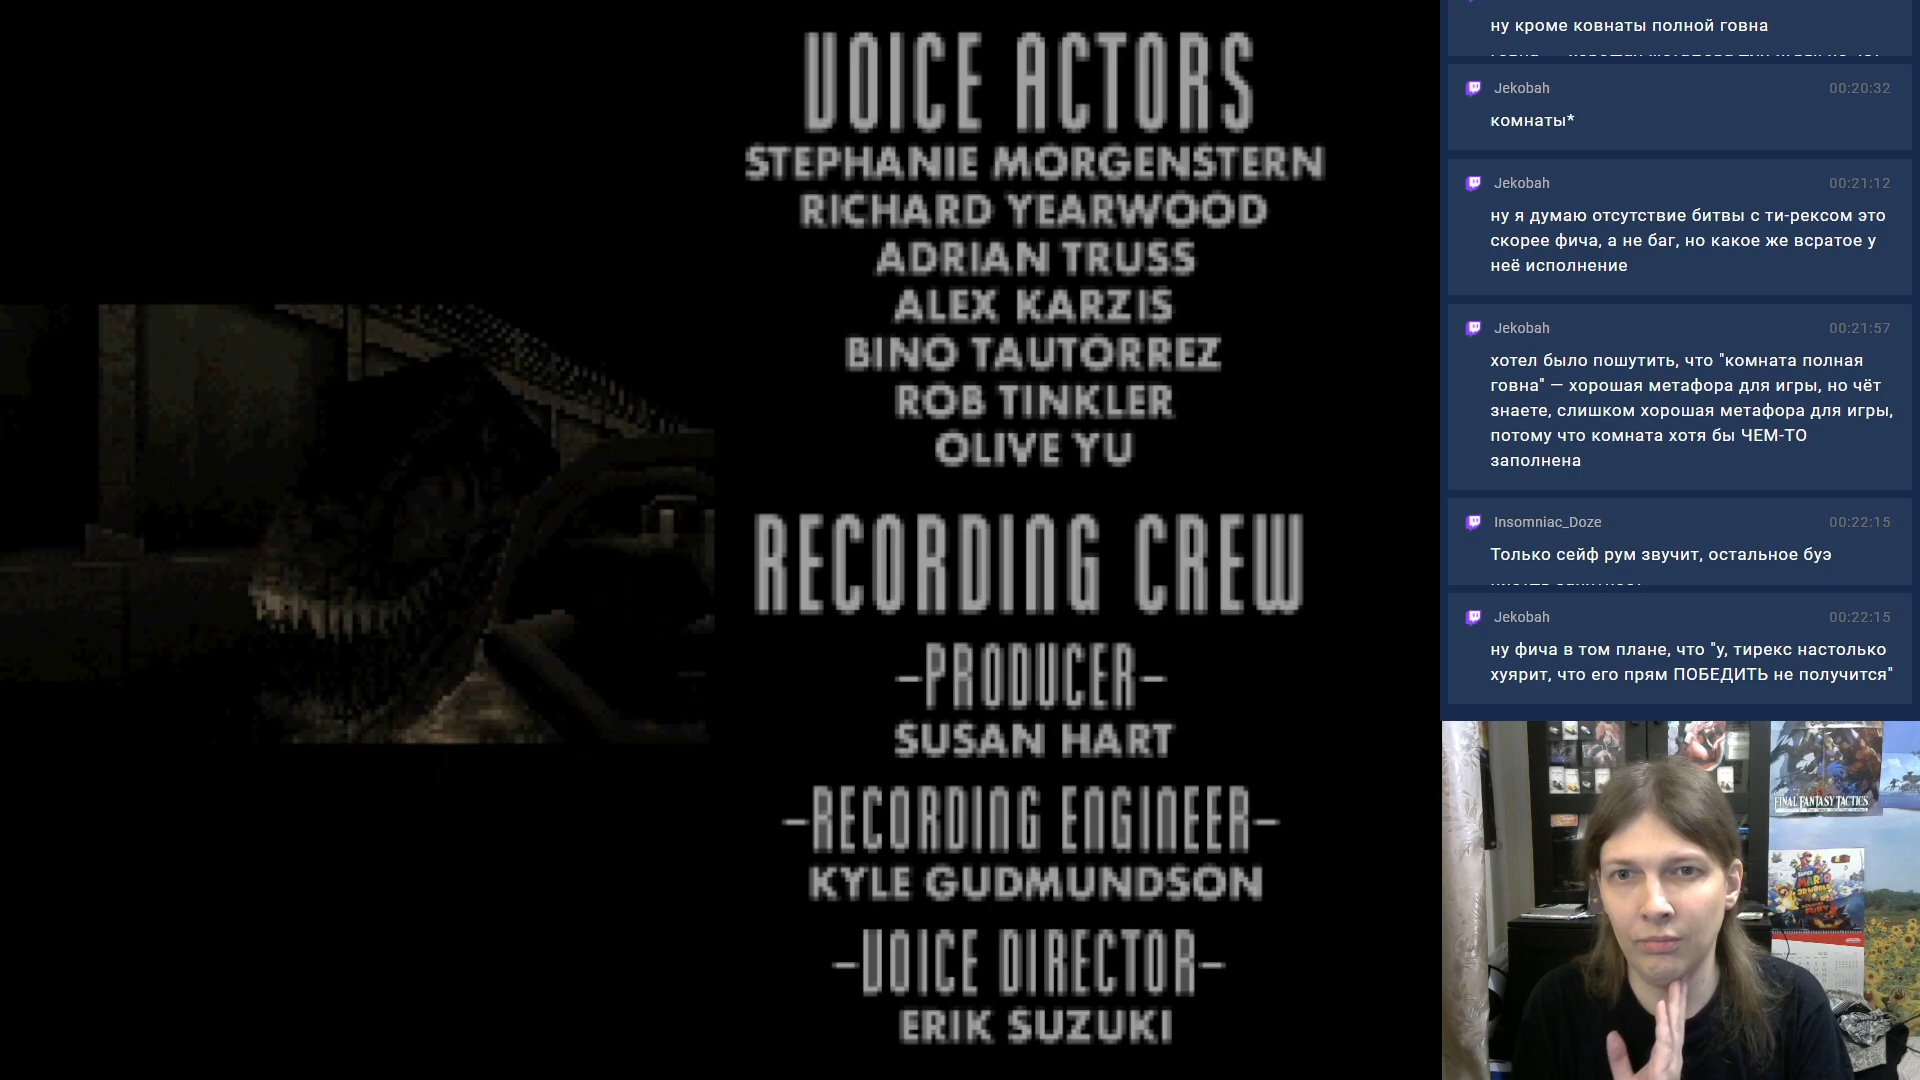 VOICE ACTORS
STEPHANIE MORGENSTERN
RICHARD YEARWOOD
ADRIAN TRUSS
ALEX KARZIS
BINO TAUTORREZ
ROB TINKLER
OLIVE YU
RECORDING CREW
-PRODUCER-
SUSAN HART
-RECORDING ENGINEER-
KYLE GUDMUNDSON
-VOICE DIRECTOR-
ERIK SUZUKI
ну кроме ковнаты полной говна
Jekobah 00:20:32
комнаты*
Jekobah 00:21:12
ну я думаю отсутствие битвы с ти-рексом это
скорее фича, а не баг, но какое же всратое у
неё исполнение
Jekobah 00:21:57
хотел было пошутить, что "комната полная
говна" — хорошая метафора для игры, но чёт
знаете, слишком хорошая метафора для игры,
потому что комната хотя бы ЧЕМ-ТО
заполнена
Insomniac_Doze 00:22:15
Только сейф рум звучит, остальное буэ
Jekobah 00:22:15
ну фича в том плане, что "у, тирекс настолько
хуярит, что его прям ПОБЕДИТЬ не получится"
FINAL FANTASY TACTICS
SUPER
MARIO
3D WORLD
FURY